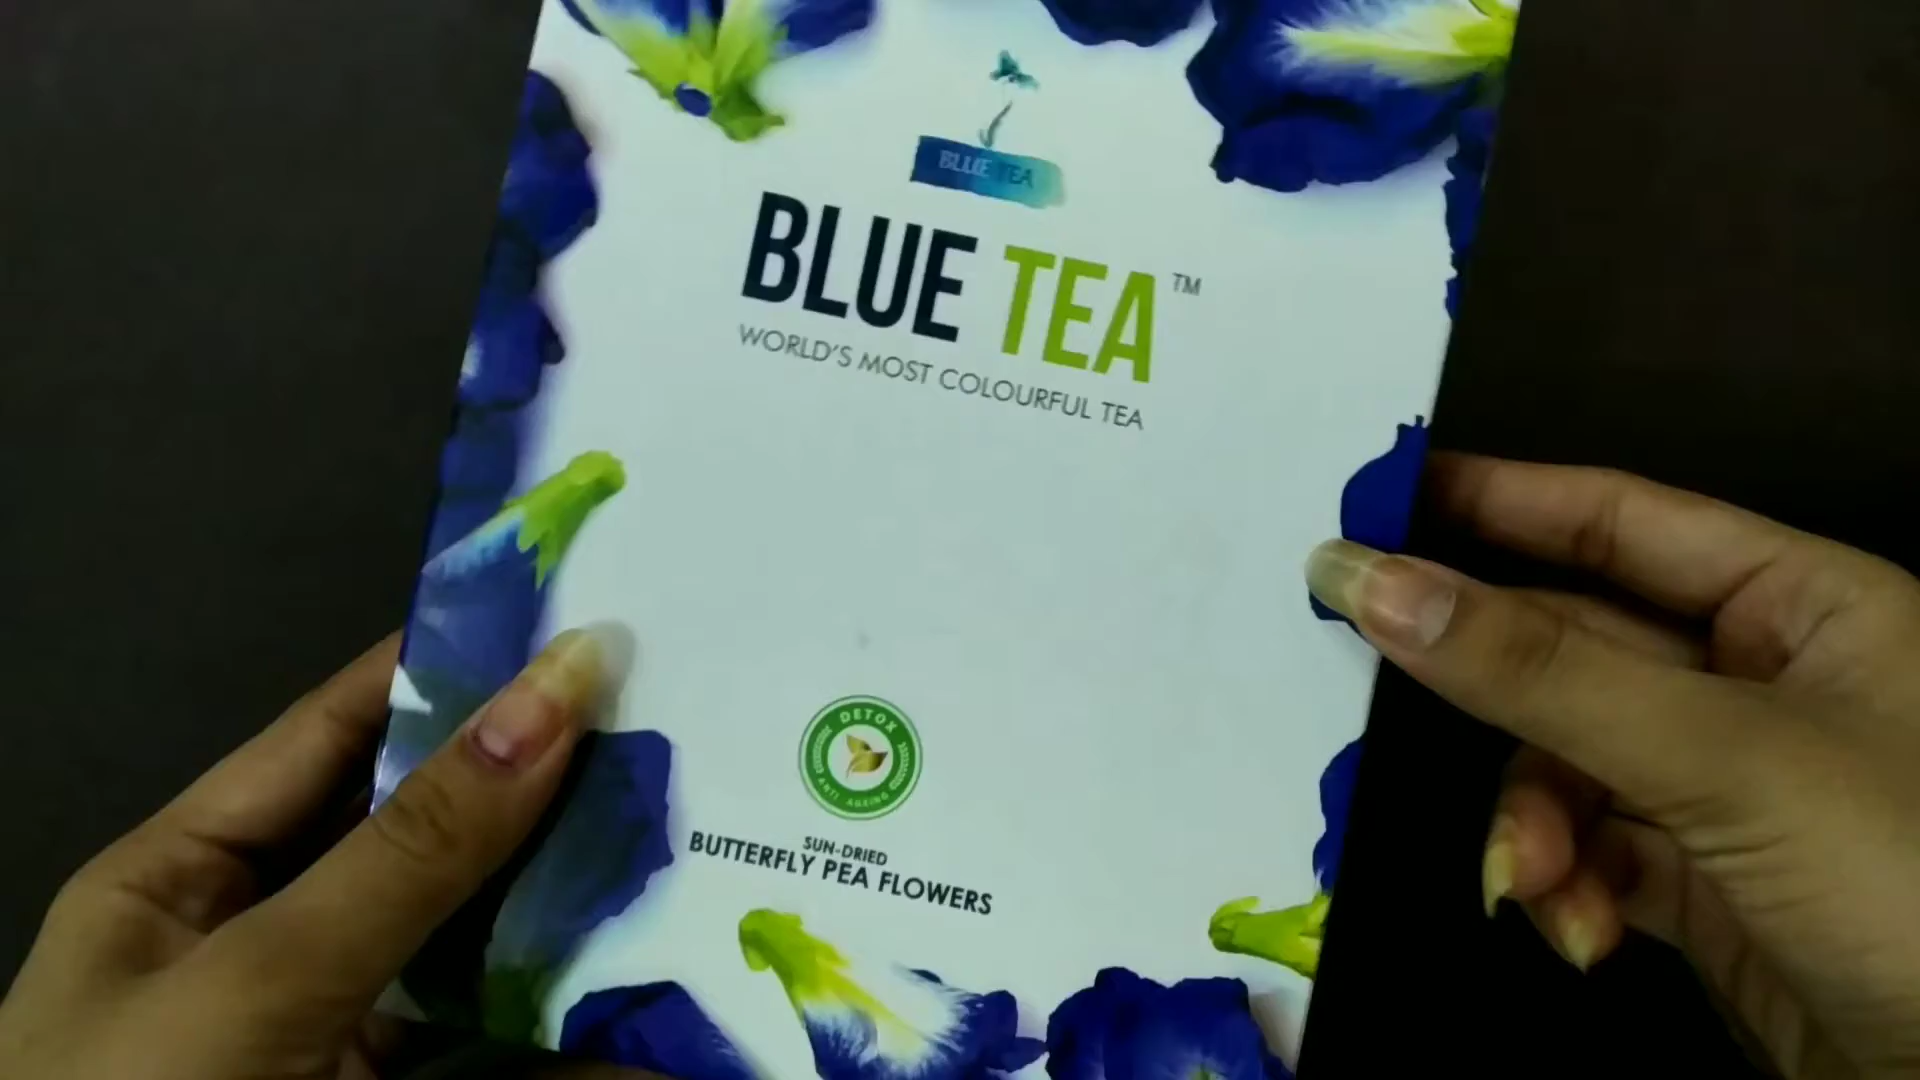 BLUE TEA
BLUE TEA™
WORLD'S MOST COLOURFUL TEA
DETOX
ANTI AGEING
SUN-DRIED
BUTTERFLY PEA FLOWERS